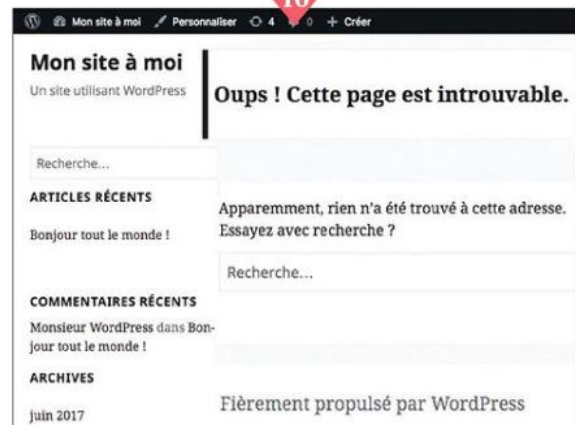 10
Mon site à moi Personnaliser 4 0 + Créer
Mon site à moi
Un site utilisant WordPress
Recherche...
ARTICLES RÉCENTS
Bonjour tout le monde !
COMMENTAIRES RÉCENTS
Monsieur WordPress dans Bon-
jour tout le monde !
ARCHIVES
juin 2017
Oups ! Cette page est introuvable.
Apparemment, rien n'a été trouvé à cette adresse.
Essayez avec recherche ?
Recherche...
Fièrement propulsé par WordPress